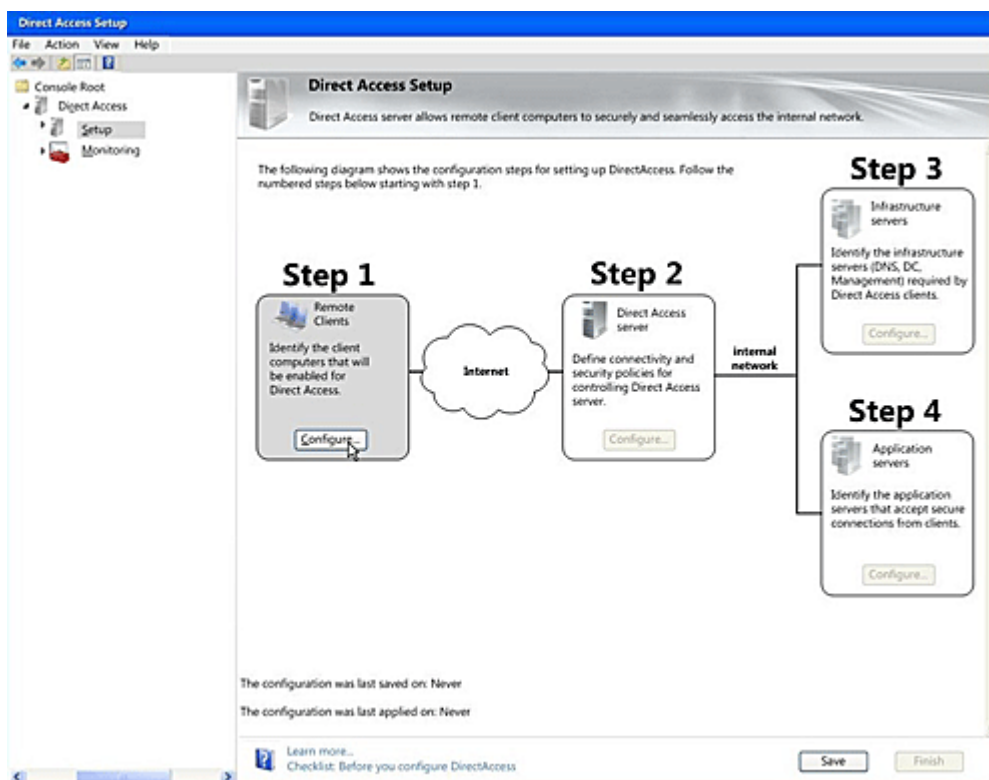 Direct Access Setup
File Action View Help
Console Root
Direct Access
Setup
Monitoring
Direct Access Setup
Direct Access server allows remote client computers to securely and seamlessly access the internal network.
The following diagram shows the configuration steps for setting up DirectAccess. Follow the
numbered steps below starting with step 1.
Step 1
Remote
Clients
Identify the client
computers that will
be enabled for
Direct Access.
Configure...
Internet
Step 2
Direct Access
server
Define connectivity and
security policies for
controlling Direct Access
server.
Configure...
internal
network
Step 3
Infrastructure
servers
Identify the infrastructure
servers (DNS, DC,
Management) required by
Direct Access clients.
Configure...
Step 4
Application
servers
Identify the application
servers that accept secure
connections from clients.
Configure...
The configuration was last saved on: Never
The configuration was last applied on: Never
Learn more...
Checklist: Before you configure DirectAccess
Save
Finish